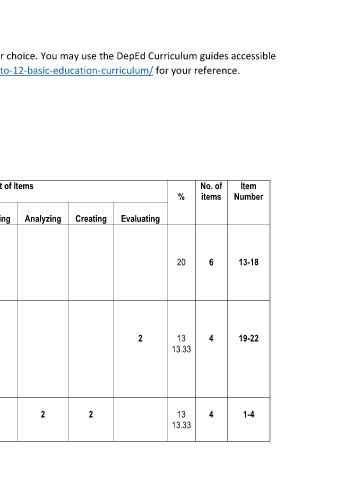 r choice. You may use the DepEd Curriculum guides accessible
to-12-basic-education-curriculum/ for your reference.
t of Items
%
No. of items
Item Number
ing Analyzing Creating Evaluating
20 6 13-18
2 13 4 19-22
13.33
2 2 13 4 1-4
13.33